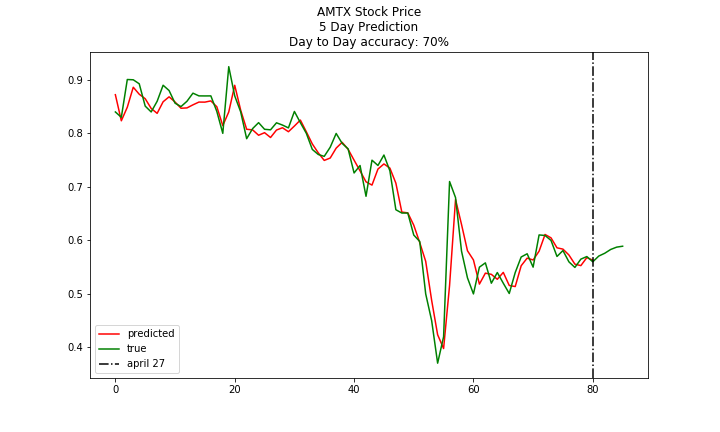 AMTX Stock Price
5 Day Prediction
Day to Day accuracy: 70%
0.9
0.8
0.7
0.6
0.5
0.4
predicted
true
april 27
0 20 40 60 80